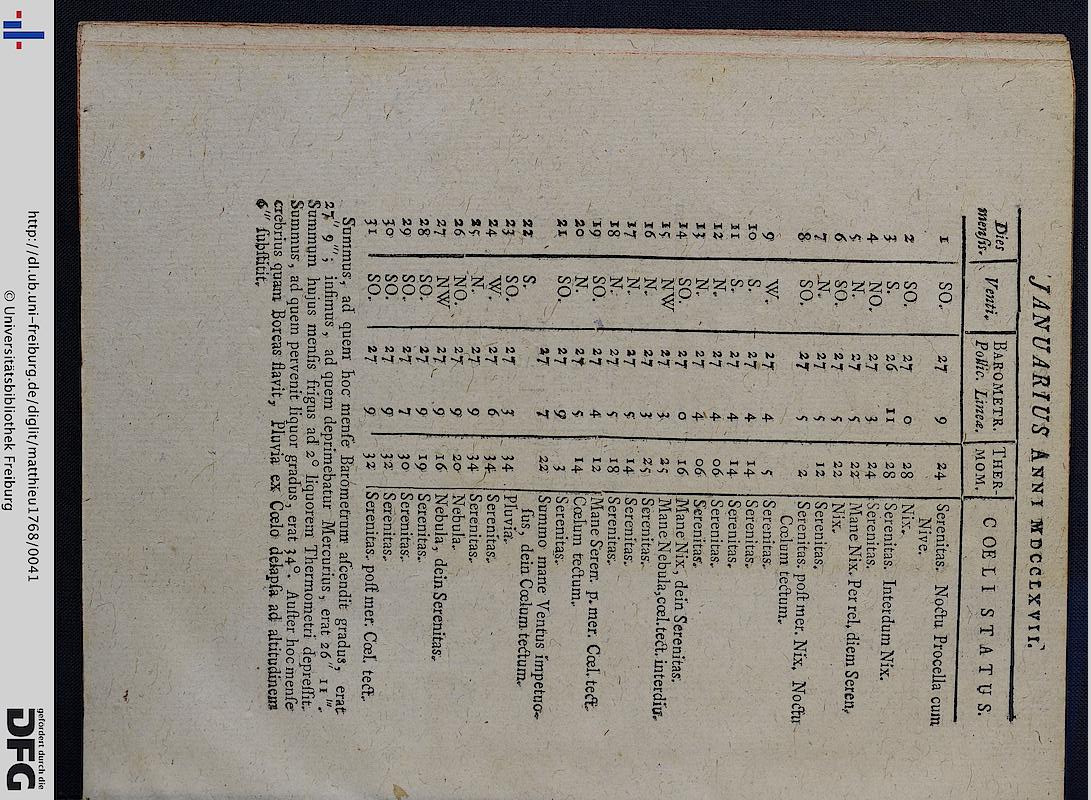 JANUARIUS ANNI MDCCLXVII.
Dies menſis. Venti. BAROMETR. Pollic. Lineæ. THERMOM. COELI STATUS.
1 SO. 27 9 24 Serenitas. Noctu Procella cum
Nive.
2 SO. 27 0 28 Nix.
3 S. 26 11 28 Serenitas. Interdum Nix.
4 NO. 27 3 24 Serenitas.
5 N. 27 5 22 Mane Nix. Per rel. diem Seren.
6 SO. 27 5 22 Nix.
7 N. 27 5 12 Serenitas.
8 SO. 27 5 2 Serenitas. poſt mer. Nix. Noctu
Cœlum tectum.
9 W. 27 4 5 Serenitas.
10 S. 27 4 14 Serenitas.
11 S. 27 4 14 Serenitas.
12 N. 27 4 06 Serenitas.
13 N. 27 4 06 Serenitas.
14 SO. 27 0 16 Mane Nix, dein Serenitas.
15 NW 27 3 25 Mane Nebula, cœl. tect. interdiu.
16 N. 27 3 25 Serenitas.
17 N. 27 5 14 Serenitas.
18 N. 27 5 18 Serenitas.
19 SO. 27 4 12 Mane Seren. p. mer. Cœl. tect.
20 N. 27 5 14 Cœlum tectum.
21 SO. 27 9 3 Serenitas.
22 S. 27 7 22 Summo mane Ventus impetuo-
ſus, dein Cœlum tectum.
23 SO. 27 3 34 Pluvia.
24 W. 27 6 34 Serenitas.
25 N. 27 9 34 Serenitas.
26 NO. 27 9 20 Nebula.
27 NW. 27 9 16 Nebula, dein Serenitas.
28 SO. 27 9 19 Serenitas.
29 SO. 27 7 30 Serenitas.
30 SO. 27 9 32 Serenitas.
31 SO. 27 9 32 Serenitas. poſt mer. Cœl. tect.
Summus, ad quem hoc menſe Barometrum aſcendit gradus, erat
27" 9"; infimus, ad quem deprimebatur Mercurius, erat 26" 11".
Summum hujus menſis frigus ad 2° liquorem Thermometri depreſſit.
Summus, ad quem pervenit liquor gradus, erat 34°. Auſter hoc menſe
crebrius quam Boreas flavit, Pluvia ex Cœlo delapſa ad altitudinem
6" ſubſtitit.
http://dl.ub.uni-freiburg.de/diglit/mathieu1768/0041
© Universitätsbibliothek Freiburg
gefördert durch die
DFG